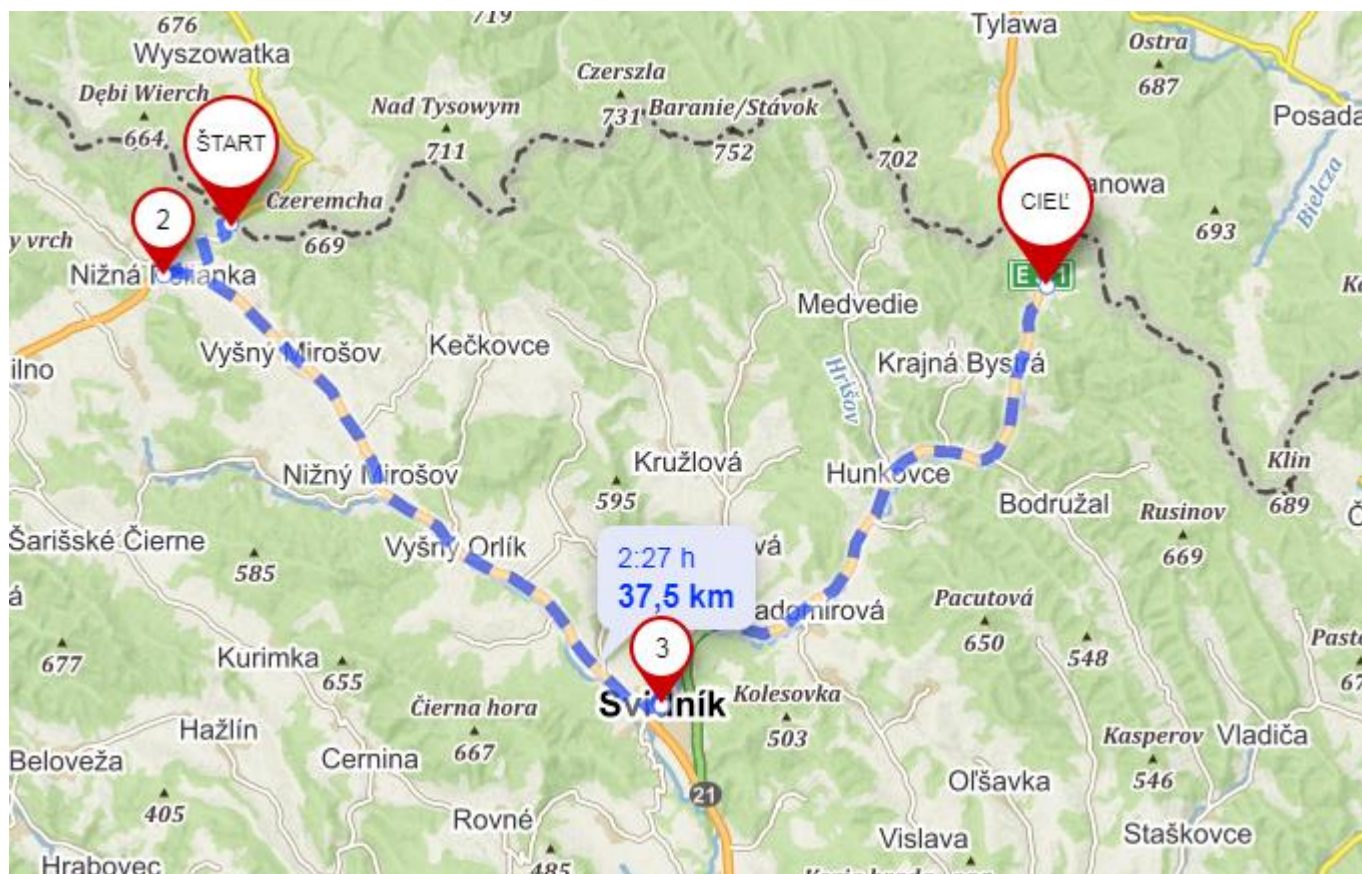 719
676
Tylawa
Wyszowatka
Ostra
687
Czerszla
731
Dębi Wierch
664
Nad Tysowym
711
Baranie/Stávok
752
Posada
ŠTART
702
2
Czeremcha
669
CIEĽ
anowa
Bielcza
693
y vrch
Nižná
Medvedie
Vyšný Mirošov
Kečkovce
ilno
Krajná Bystrá
Hrišov
Nižný Mirošov
Kružlová
595
Hunkovce
Klin
689
Bodružal
Rusinov
669
Šarišské Čierne
585
Vyšný Orlík
2:27 h
37,5 km
vá
á
adomirová
Pacutová
650
548
677
Kurimka
655
3
Svidník
Kolesovka
503
Čierna hora
667
Hažlín
Cernina
Beloveža
405
21
Kasperov
546
Vladiča
Oľšavka
Rovné
485
Vislava
Staškovce
Hrabovec